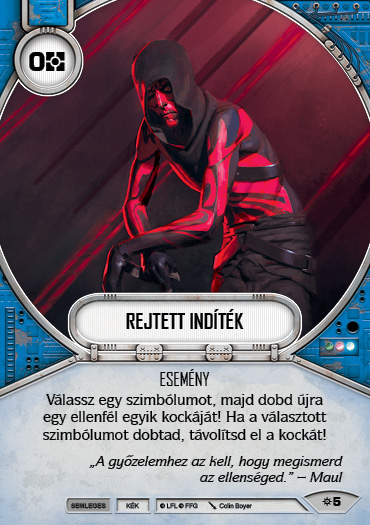 0
REJTETT INDÍTÉK
ESEMÉNY
Válassz egy szimbólumot, majd dobd újra
egy ellenfél egyik kockáját! Ha a választott
szimbólumot dobtad, távolítsd el a kockát!
„A győzelemhez az kell, hogy megismerd
az ellenséged.” – Maul
SEMLEGES KÉK © LFL © FFG Colin Boyer 5